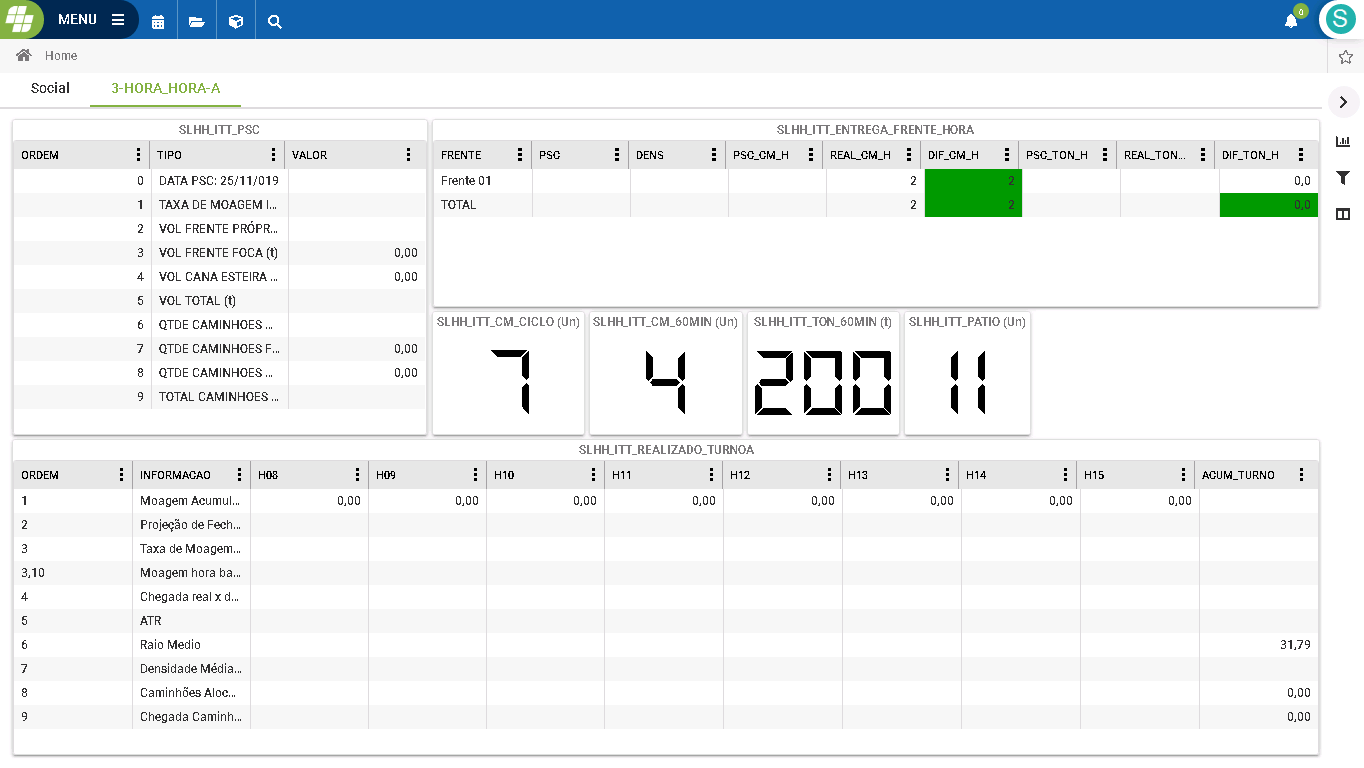 MENU
0
S
Home
Social 3-HORA_HORA-A
SLHH_ITT_PSC
ORDEM TIPO VALOR
0 DATA PSC: 25/11/019
1 TAXA DE MOAGEM I...
2 VOL FRENTE PRÓPR...
3 VOL FRENTE FOCA (t) 0,00
4 VOL CANA ESTEIRA ... 0,00
5 VOL TOTAL (t)
6 QTDE CAMINHOES ...
7 QTDE CAMINHOES F... 0,00
8 QTDE CAMINHOES ... 0,00
9 TOTAL CAMINHOES ...
SLHH_ITT_ENTREGA_FRENTE_HORA
FRENTE PSC DENS PSC_CM_H REAL_CM_H DIF_CM_H PSC_TON_H REAL_TON... DIF_TON_H
Frente 01 2 2 0,0
TOTAL 2 2 0,0
SLHH_ITT_CM_CICLO (Un)
7
SLHH_ITT_CM_60MIN (Un)
4
SLHH_ITT_TON_60MIN (t)
200
SLHH_ITT_PATIO (Un)
11
SLHH_ITT_REALIZADO_TURNOA
ORDEM INFORMACAO H08 H09 H10 H11 H12 H13 H14 H15 ACUM_TURNO
1 Moagem Acumul... 0,00 0,00 0,00 0,00 0,00 0,00 0,00 0,00
2 Projeção de Fech...
3 Taxa de Moagem...
3,10 Moagem hora ba...
4 Chegada real x d...
5 ATR
6 Raio Medio 31,79
7 Densidade Média...
8 Caminhões Aloc... 0,00
9 Chegada Caminh... 0,00